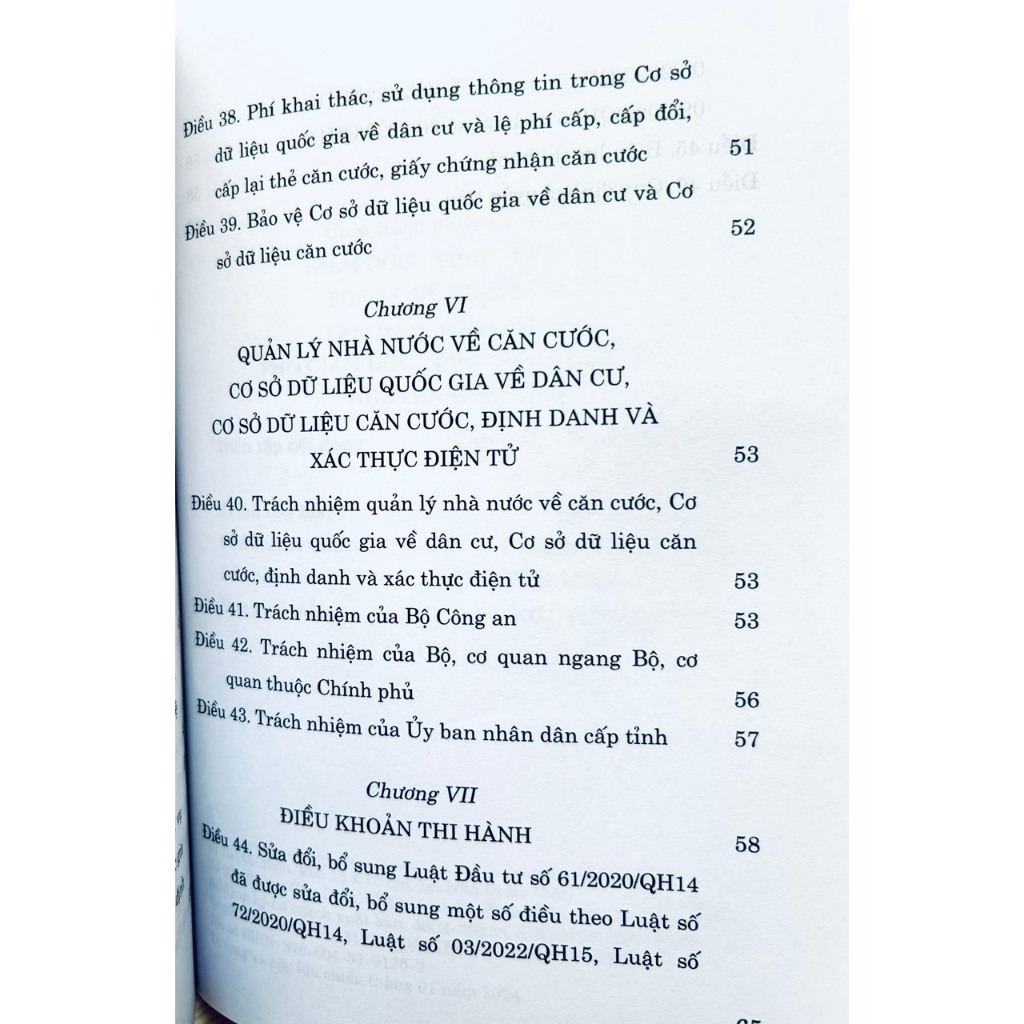 Điều 38. Phí khai thác, sử dụng thông tin trong Cơ sở
dữ liệu quốc gia về dân cư và lệ phí cấp, cấp đổi,
cấp lại thẻ căn cước, giấy chứng nhận căn cước 51
Điều 39. Bảo vệ Cơ sở dữ liệu quốc gia về dân cư và Cơ
sở dữ liệu căn cước 52
Chương VI
QUẢN LÝ NHÀ NƯỚC VỀ CĂN CƯỚC,
CƠ SỞ DỮ LIỆU QUỐC GIA VỀ DÂN CƯ,
CƠ SỞ DỮ LIỆU CĂN CƯỚC, ĐỊNH DANH VÀ
XÁC THỰC ĐIỆN TỬ 53
Điều 40. Trách nhiệm quản lý nhà nước về căn cước, Cơ
sở dữ liệu quốc gia về dân cư, Cơ sở dữ liệu căn
cước, định danh và xác thực điện tử 53
Điều 41. Trách nhiệm của Bộ Công an 53
Điều 42. Trách nhiệm của Bộ, cơ quan ngang Bộ, cơ
quan thuộc Chính phủ 56
Điều 43. Trách nhiệm của Ủy ban nhân dân cấp tỉnh 57
Chương VII
ĐIỀU KHOẢN THI HÀNH 58
Điều 44. Sửa đổi, bổ sung Luật Đầu tư số 61/2020/QH14
đã được sửa đổi, bổ sung một số điều theo Luật số
72/2020/QH14, Luật số 03/2022/QH15, Luật số